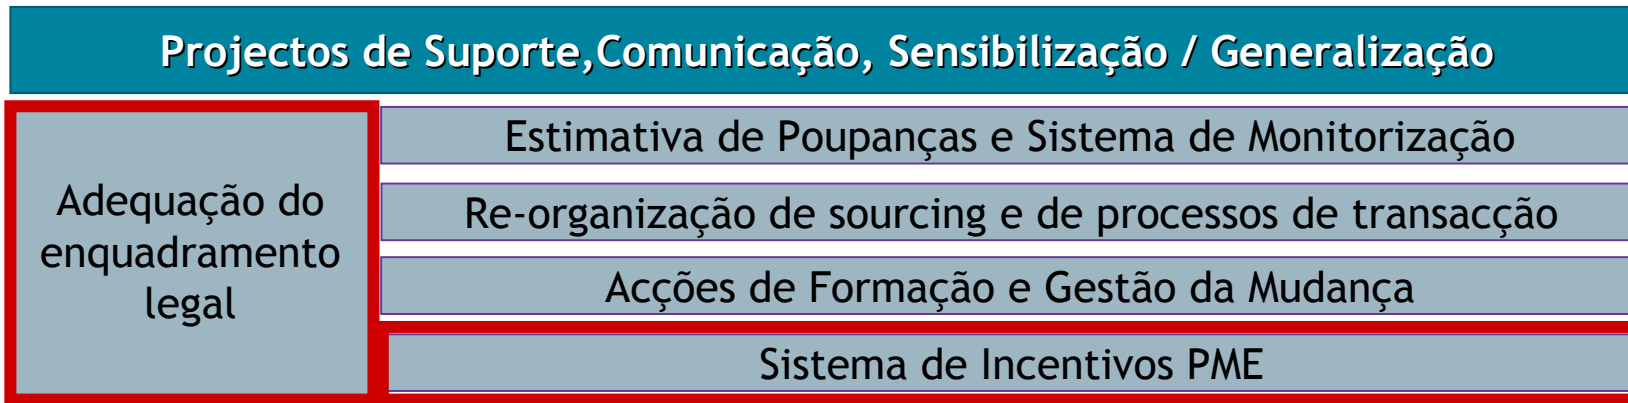 Projectos de Suporte,Comunicação, Sensibilização / Generalização
Adequação do
enquadramento
legal
Estimativa de Poupanças e Sistema de Monitorização
Re-organização de sourcing e de processos de transacção
Acções de Formação e Gestão da Mudança
Sistema de Incentivos PME